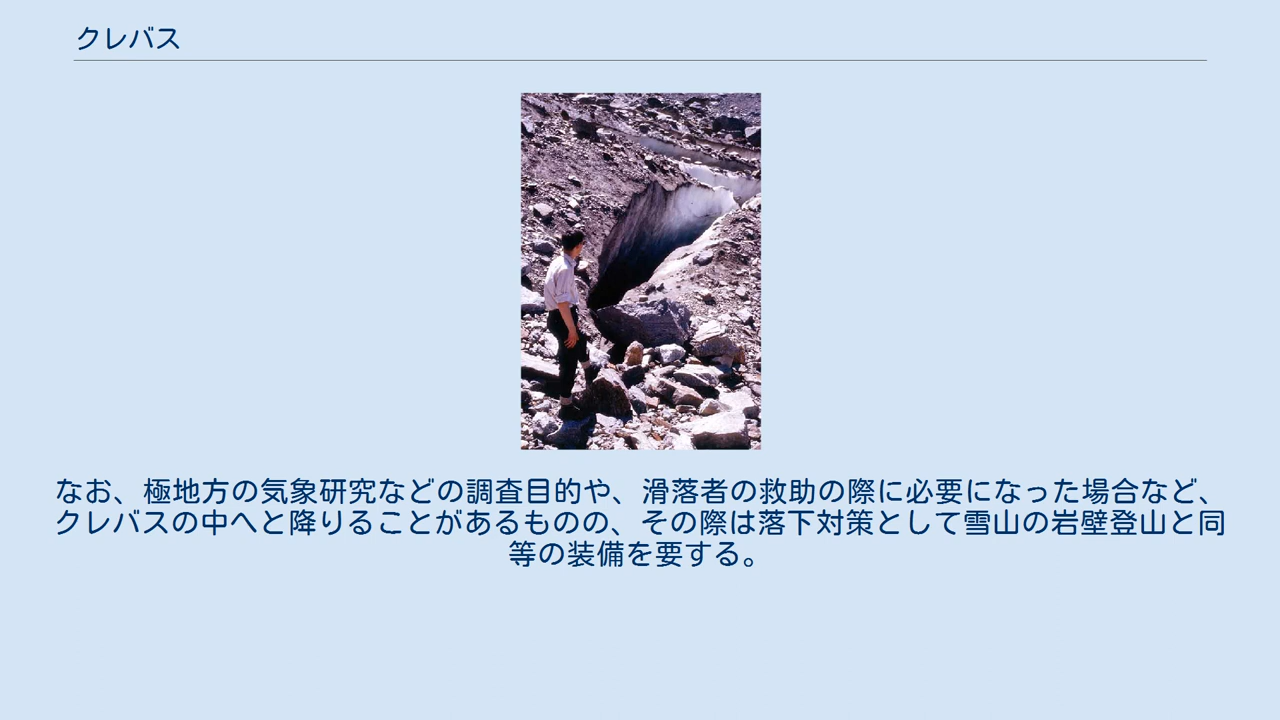 クレバス
なお、極地方の気象研究などの調査目的や、滑落者の救助の際に必要になった場合など、
クレバスの中へと降りることがあるものの、その際は落下対策として雪山の岩壁登山と同
等の装備を要する。